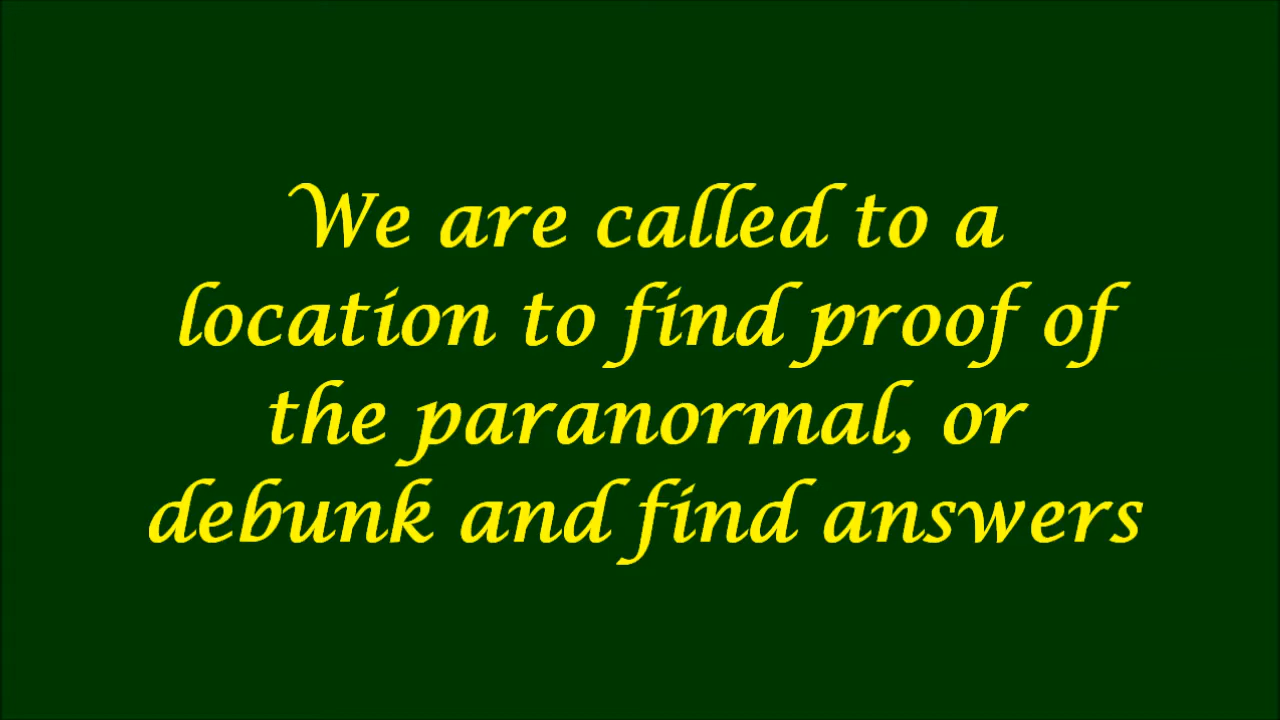 We are called to a
location to find proof of
the paranormal, or
debunk and find answers